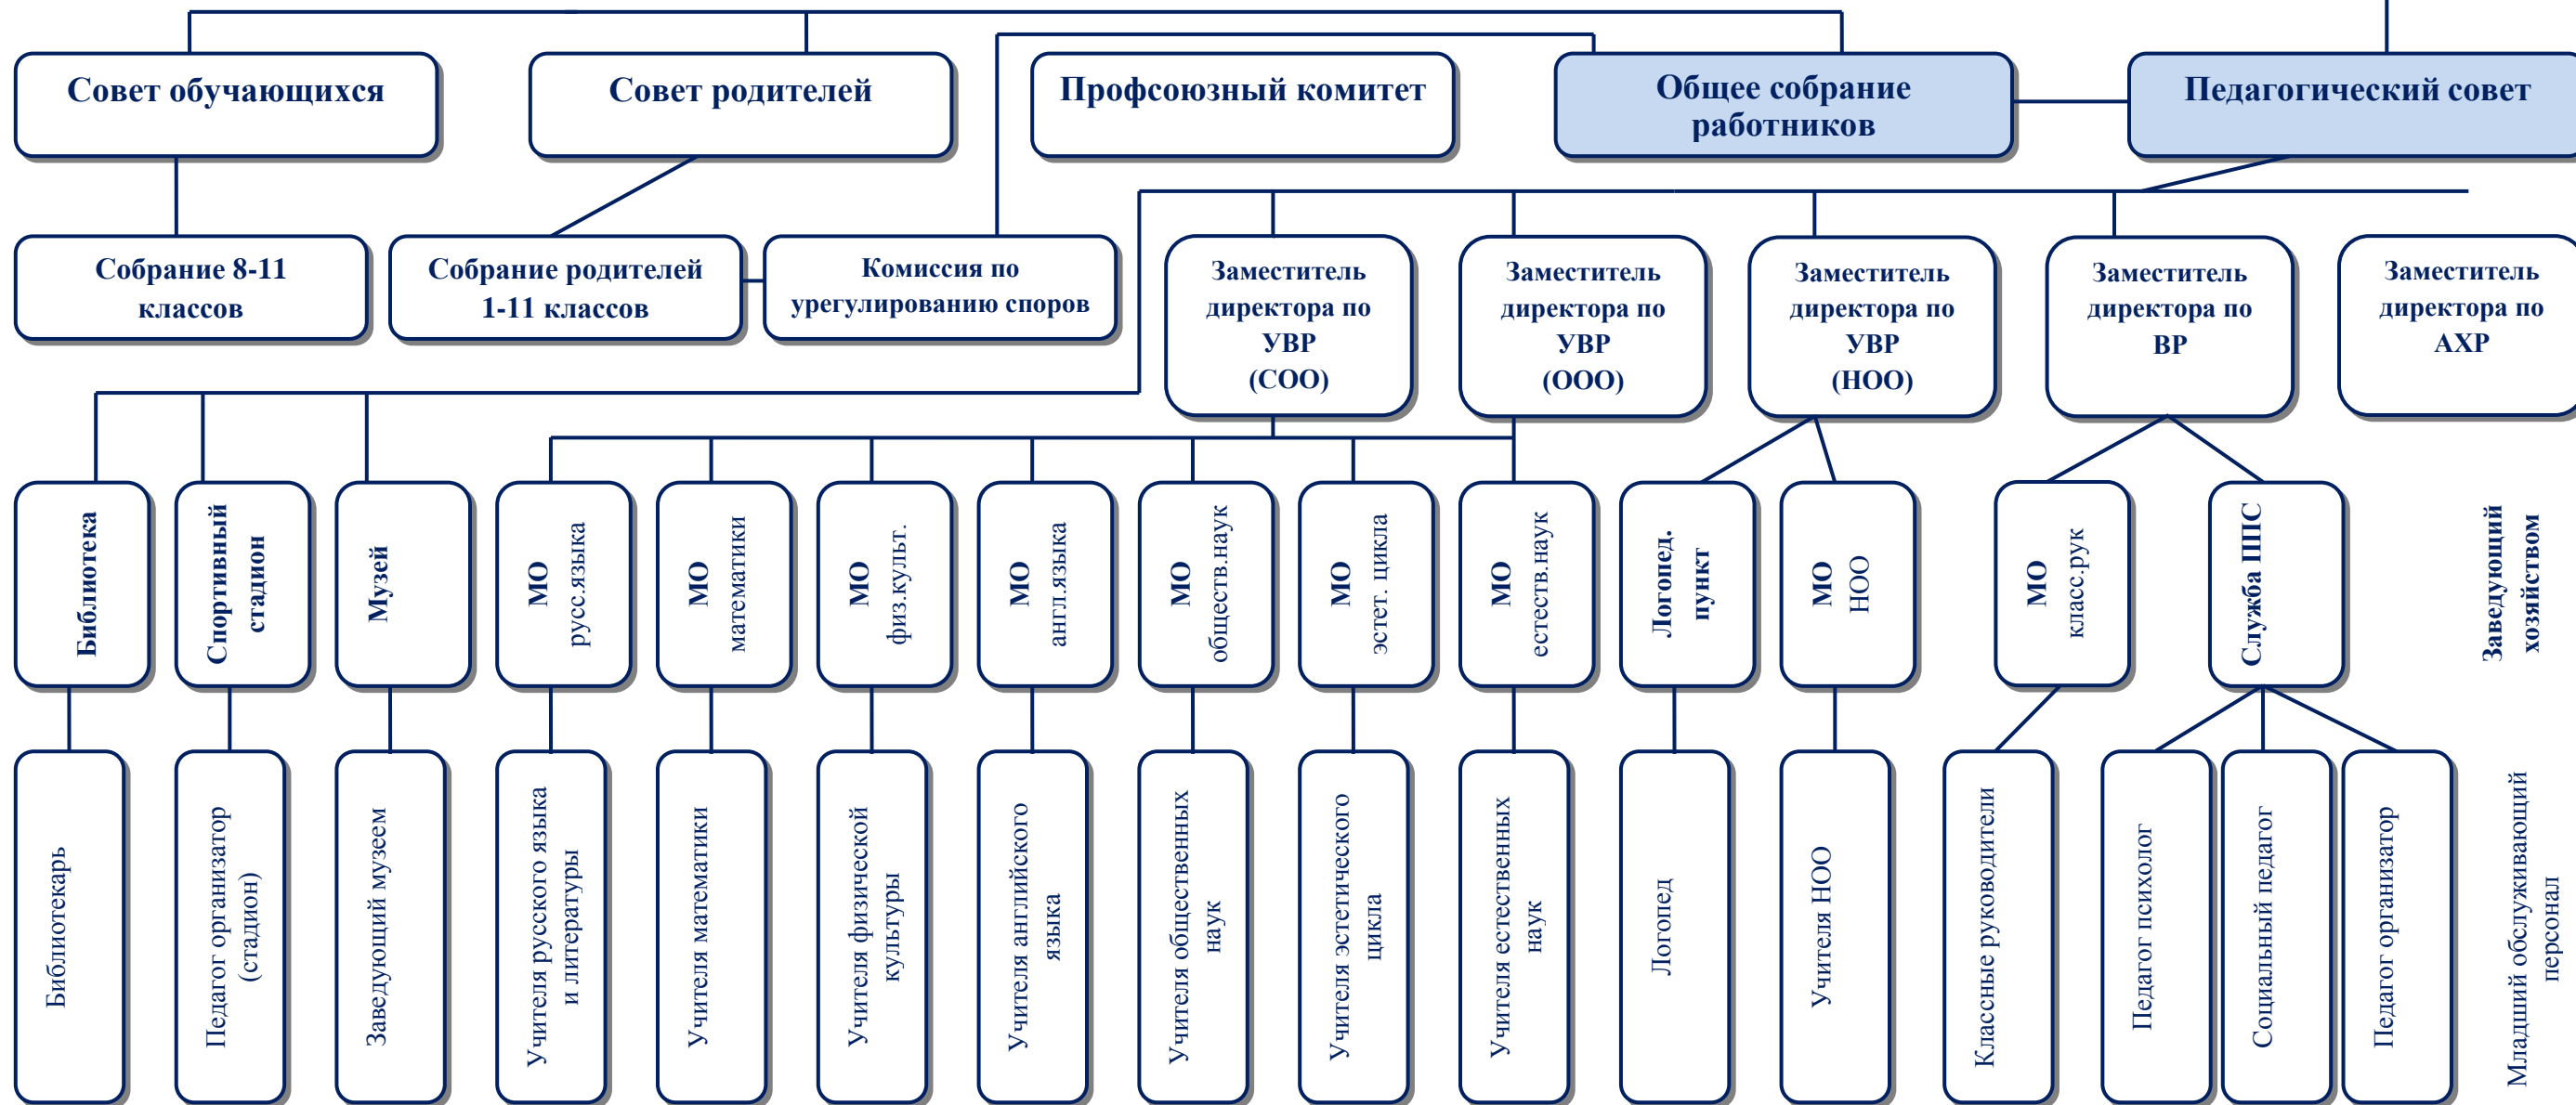 Совет обучающихся
Совет родителей
Профсоюзный комитет
Общее собрание
работников
Педагогический совет
Собрание 8-11
классов
Собрание родителей
1-11 классов
Комиссия по
урегулированию споров
Заместитель
директора по
УВР
(СОО)
Заместитель
директора по
УВР
(ООО)
Заместитель
директора по
УВР
(НОО)
Заместитель
директора по
ВР
Заместитель
директора по
АХР
Библиотека
Спортивный
стадион
Музей
МО
русс.языка
МО
математики
МО
физ.культ.
МО
англ.языка
МО
обществ.наук
МО
эстет. цикла
МО
естеств.наук
Логопед.
пункт
МО
НОО
МО
класс.рук
Служба ППС
Заведующий
хозяйством
Библиотекарь
Педагог организатор
(стадион)
Заведующий музеем
Учителя русского языка
и литературы
Учителя математики
Учителя физической
культуры
Учителя английского
языка
Учителя общественных
наук
Учителя эстетического
цикла
Учителя естественных
наук
Логопед
Учителя НОО
Классные руководители
Педагог психолог
Социальный педагог
Педагог организатор
Младший обслуживающий
персонал